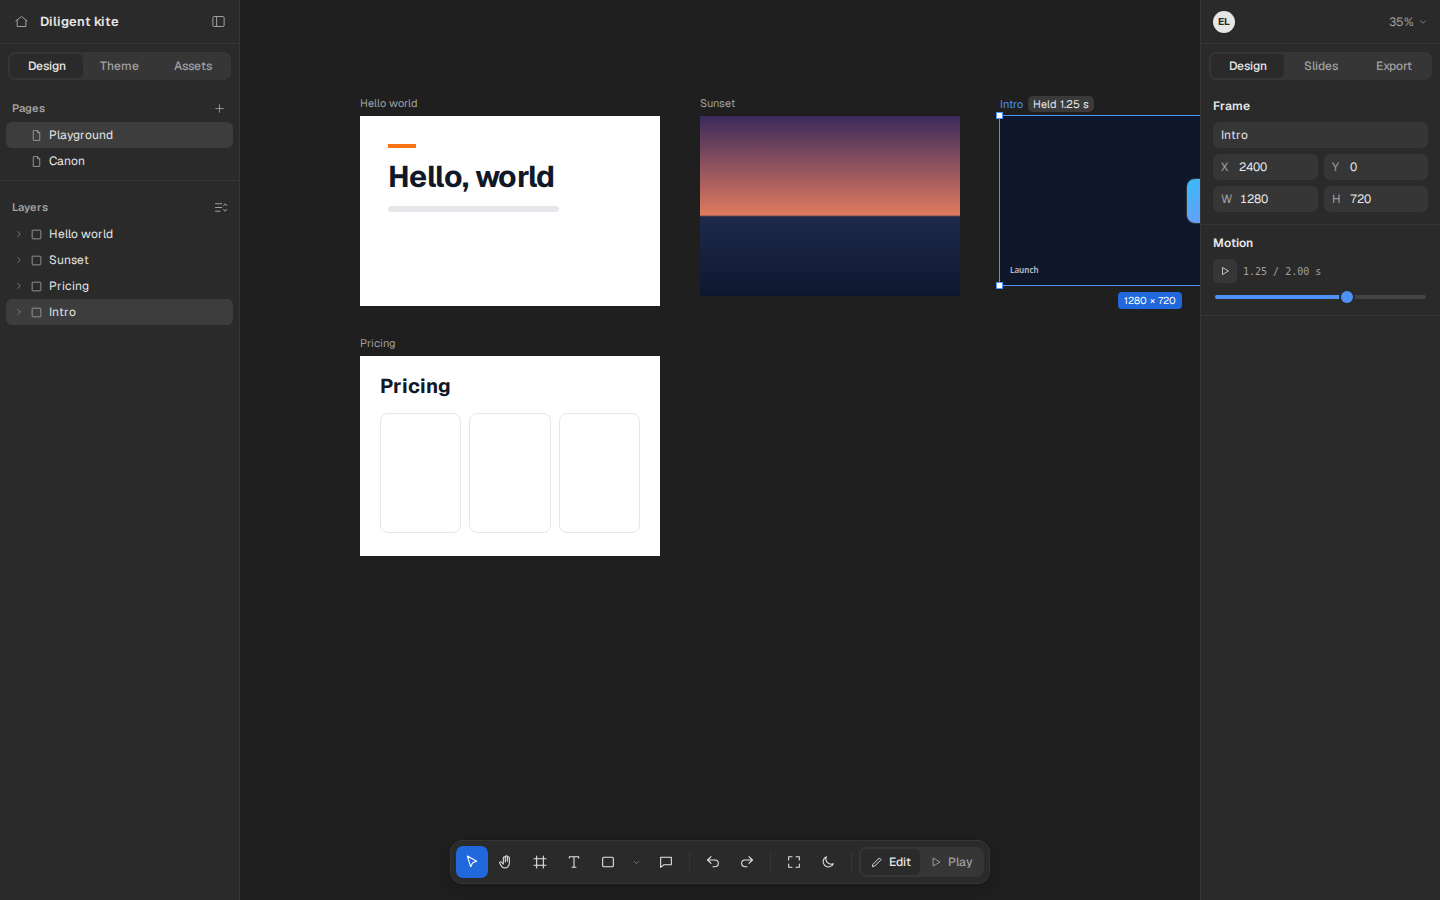 Diligent kite
Design
Theme
Assets
Pages
Playground
Canon
Layers
Hello world
Sunset
Pricing
Intro
Hello world
Hello, world
Sunset
Intro
Held 1.25 s
Launch
1280 × 720
Pricing
Pricing
Edit
Play
EL
35%
Design
Slides
Export
Frame
Intro
X 2400
Y 0
W 1280
H 720
Motion
1.25 / 2.00 s